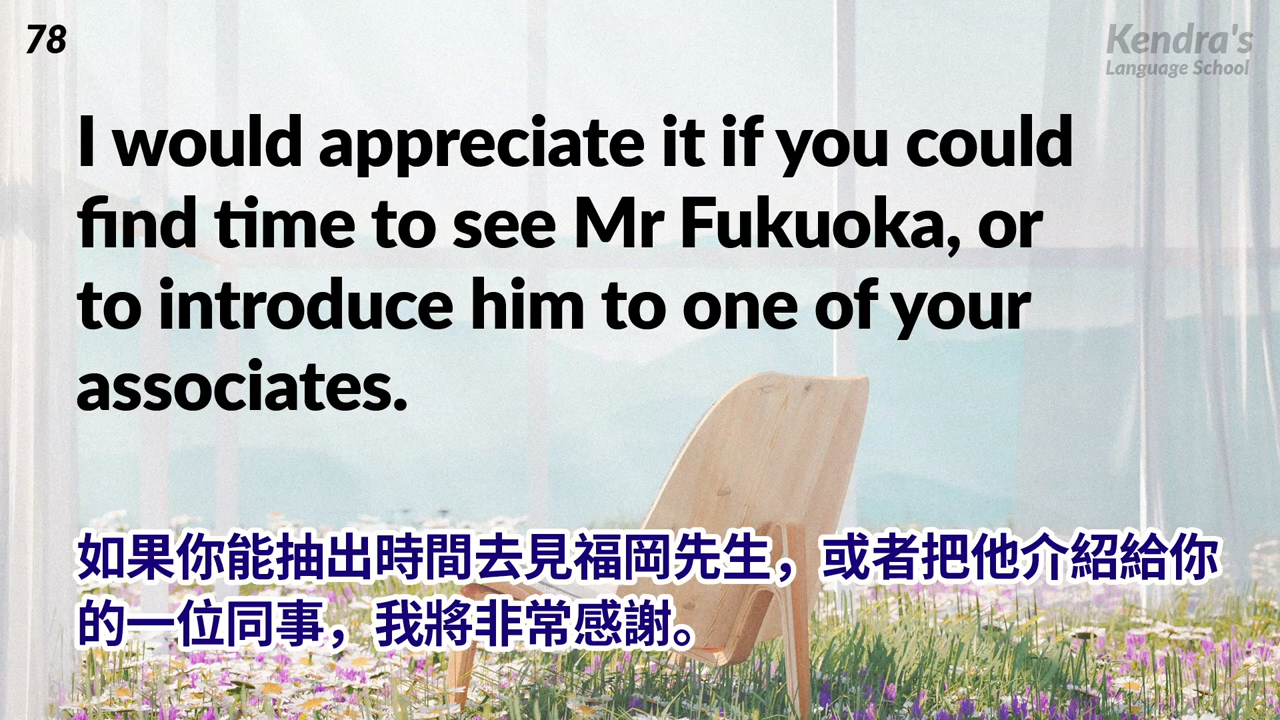 78
Kendra's
Language School
I would appreciate it if you could
find time to see Mr Fukuoka, or
to introduce him to one of your
associates.
如果你能抽出時間去見福岡先生，或者把他介紹給你
的一位同事，我將非常感謝。